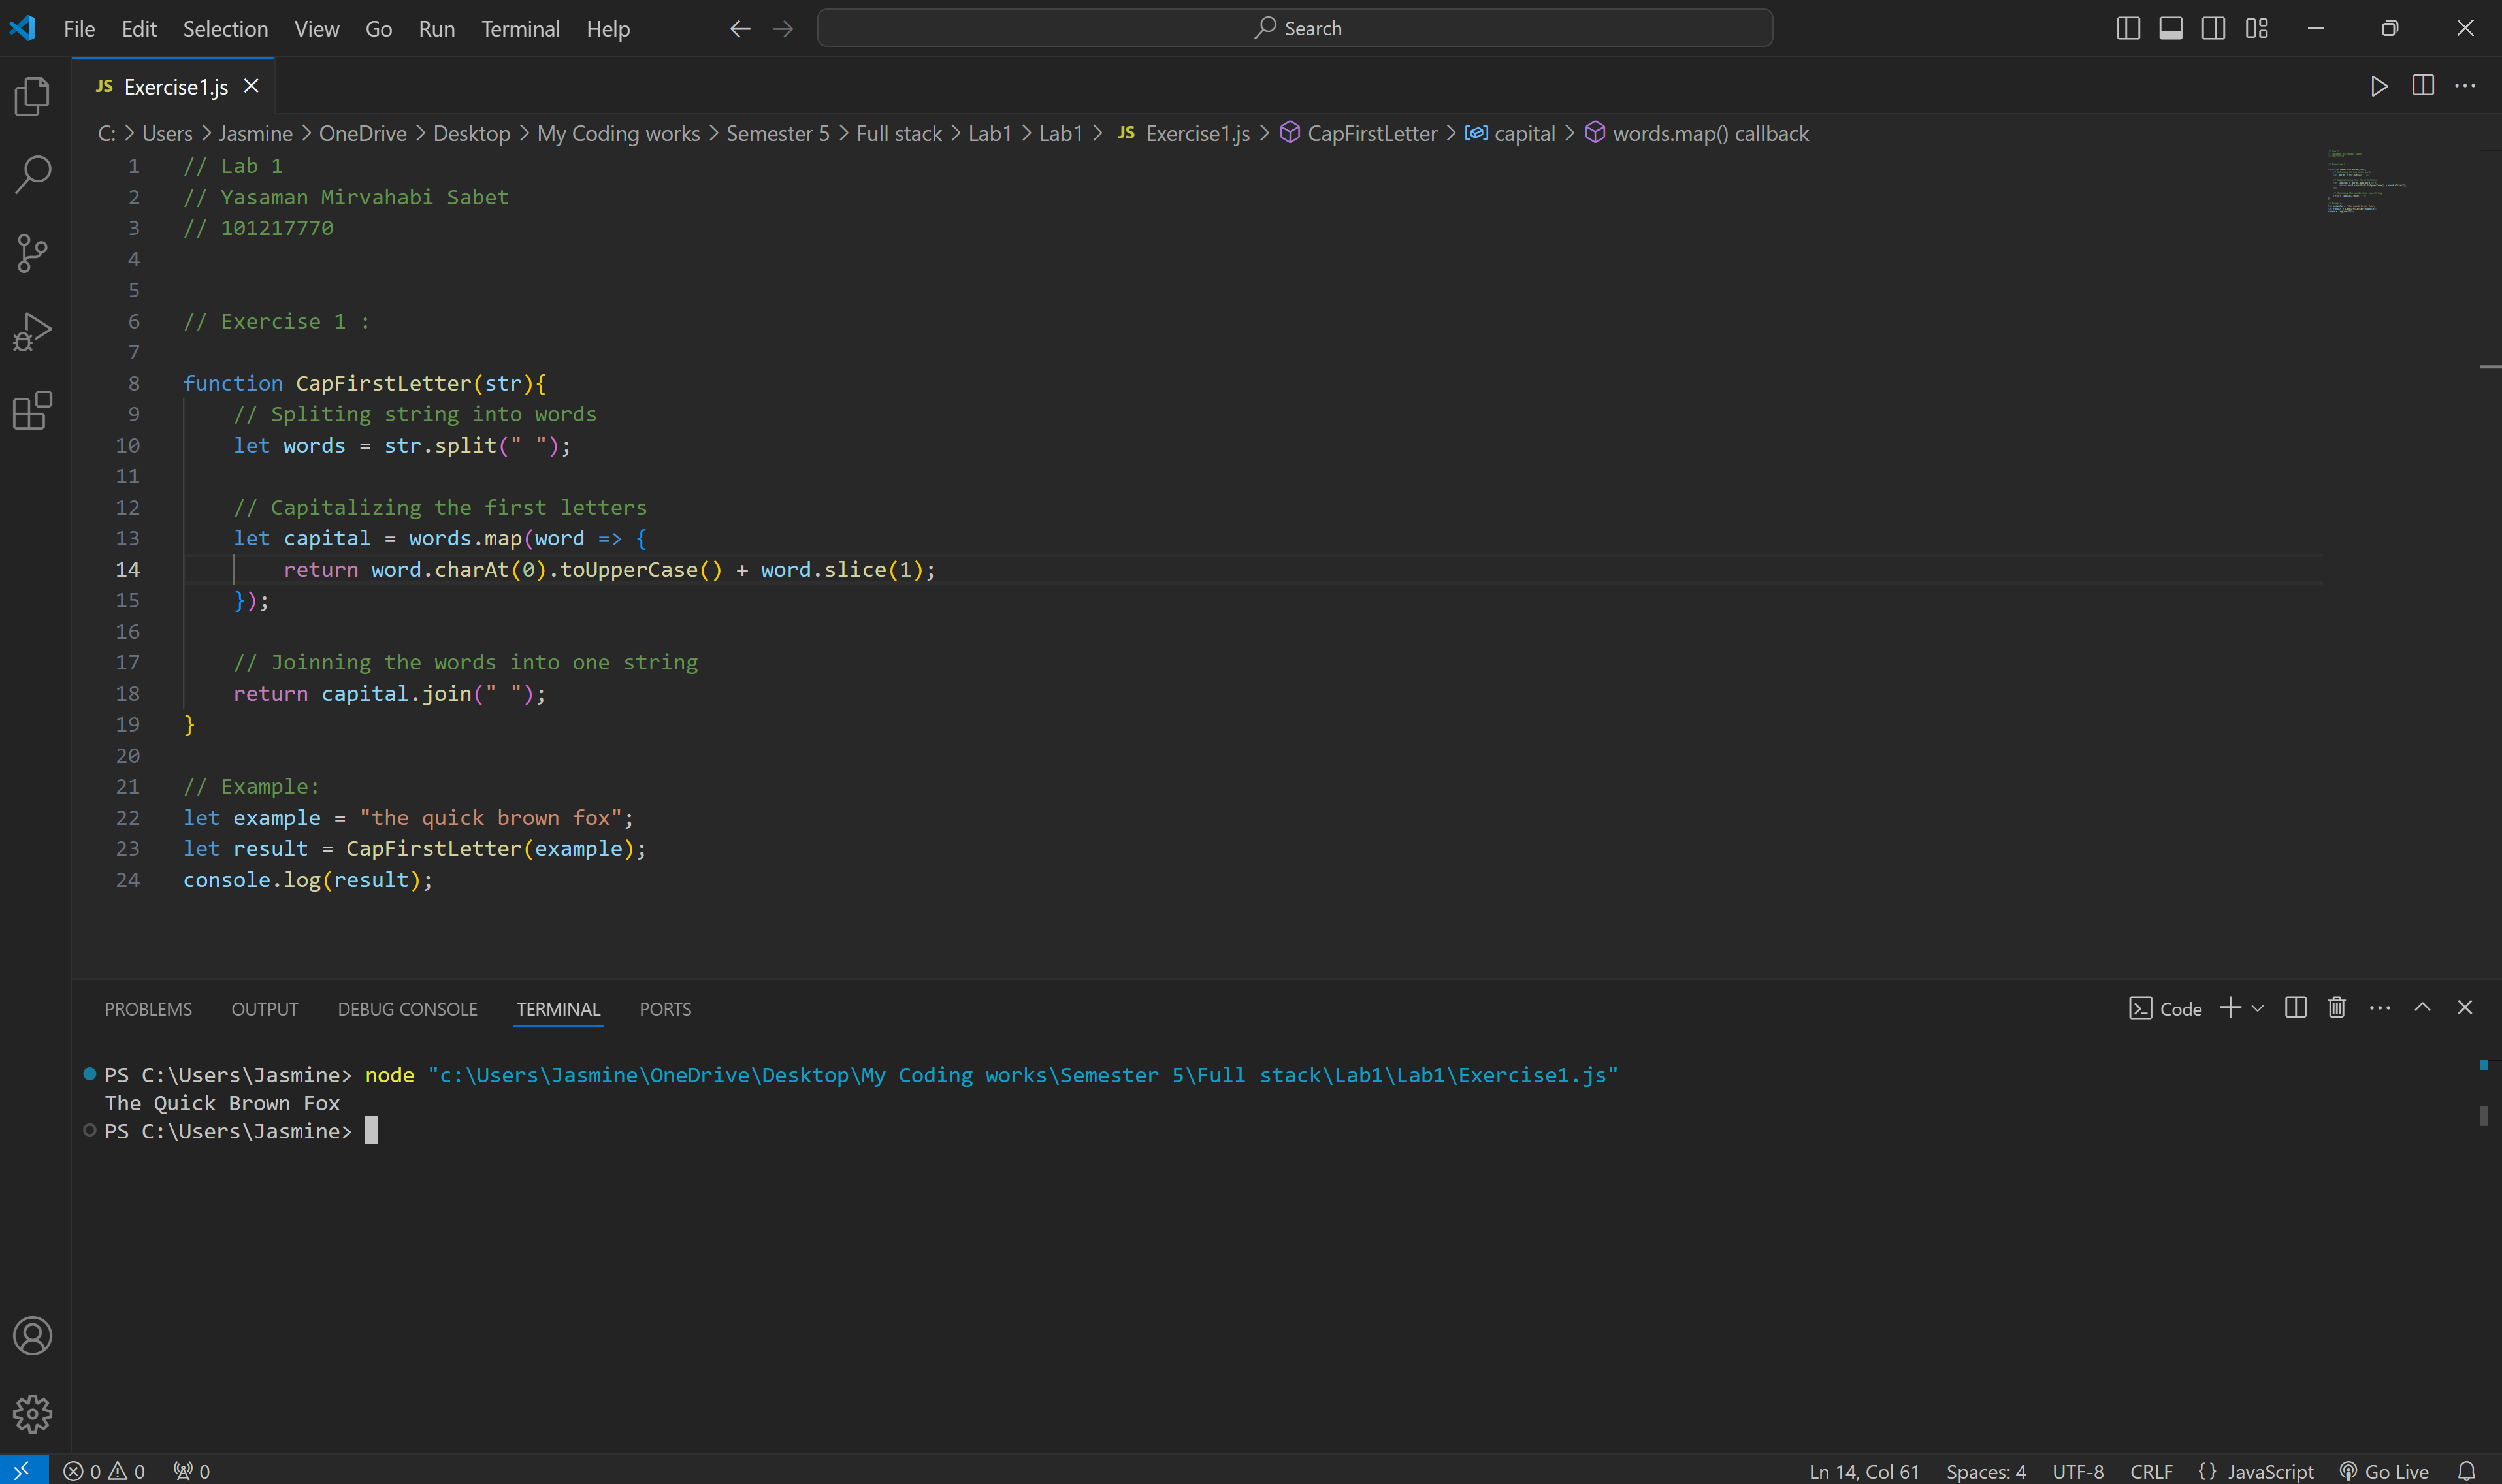 File Edit Selection View Go Run Terminal Help Search
JS Exercise1.js
C: > Users > Jasmine > OneDrive > Desktop > My Coding works > Semester 5 > Full stack > Lab1 > Lab1 > JS Exercise1.js > CapFirstLetter > capital > words.map() callback
1 // Lab 1
2 // Yasaman Mirvahabi Sabet
3 // 101217770
4
5
6 // Exercise 1 :
7
8 function CapFirstLetter(str){
9 // Spliting string into words
10 let words = str.split(" ");
11
12 // Capitalizing the first letters
13 let capital = words.map(word => {
14 return word.charAt(0).toUpperCase() + word.slice(1);
15 });
16
17 // Joinning the words into one string
18 return capital.join(" ");
19 }
20
21 // Example:
22 let example = "the quick brown fox";
23 let result = CapFirstLetter(example);
24 console.log(result);
PROBLEMS OUTPUT DEBUG CONSOLE TERMINAL PORTS Code
PS C:\Users\Jasmine> node "c:\Users\Jasmine\OneDrive\Desktop\My Coding works\Semester 5\Full stack\Lab1\Lab1\Exercise1.js"
The Quick Brown Fox
PS C:\Users\Jasmine>
0 0 0 Ln 14, Col 61 Spaces: 4 UTF-8 CRLF {} JavaScript Go Live